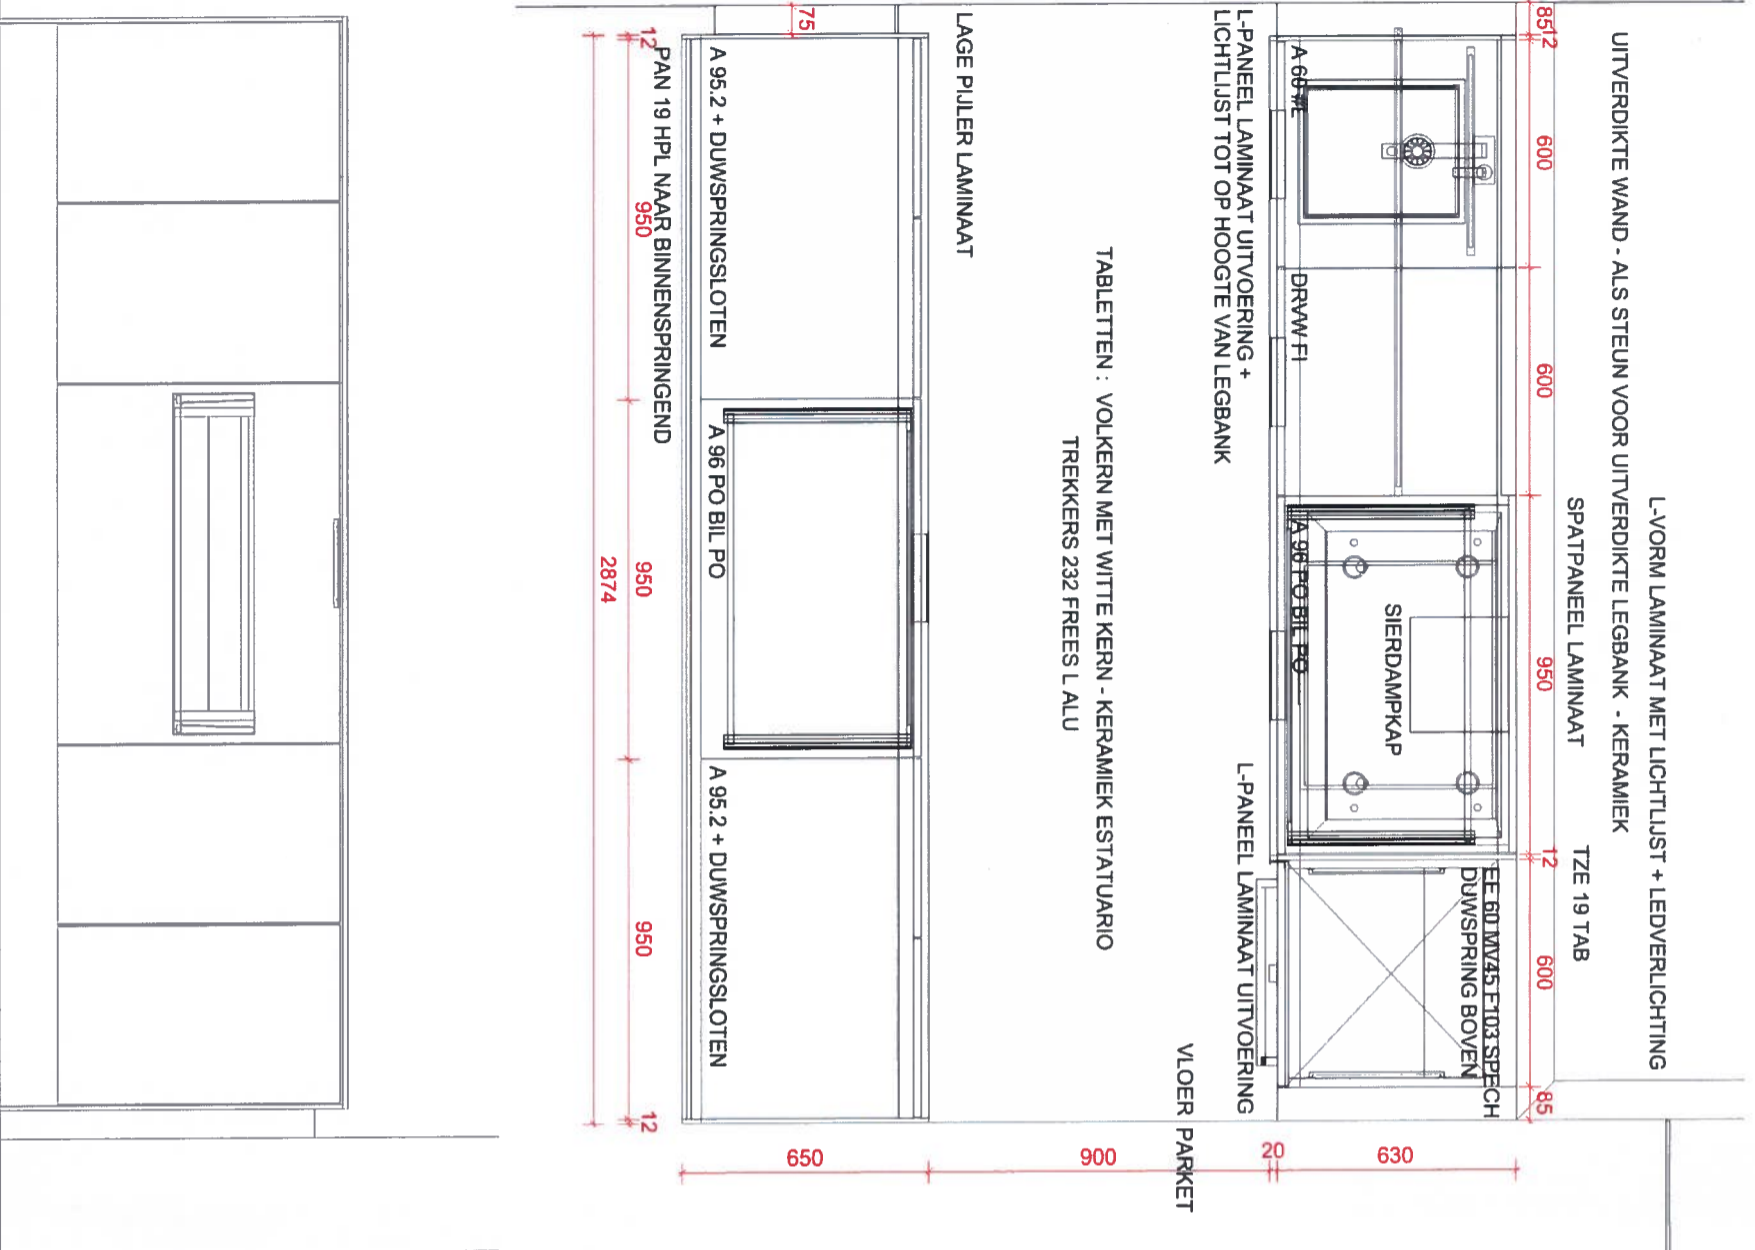 L-VORM LAMINAAT MET LICHTLIJST + LEDVERLICHTING
UITVERDIKTE WAND - ALS STEUN VOOR UITVERDIKTE LEGBANK - KERAMIEK
SPATPANEEL LAMINAAT
TZE 19 TAB
85
12
600
600
950
12
600
85
EE 60 MV45 F103 SPECH
DUWSPRING BOVEN
SIERDAMPKAP
A 60 #E
DRVW FI
A 96 PO BIL PO
630
20
900
650
L-PANEEL LAMINAAT UITVOERING +
LICHTLIJST TOT OP HOOGTE VAN LEGBANK
L-PANEEL LAMINAAT UITVOERING
VLOER PARKET
TABLETTEN : VOLKERN MET WITTE KERN - KERAMIEK ESTATUARIO
TREKKERS 232 FREES L ALU
LAGE PIJLER LAMINAAT
75
A 95.2 + DUWSPRINGSLOTEN
A 96 PO BIL PO
A 95.2 + DUWSPRINGSLOTEN
PAN 19 HPL NAAR BINNENSPRINGEND
12
950
950
950
12
2874